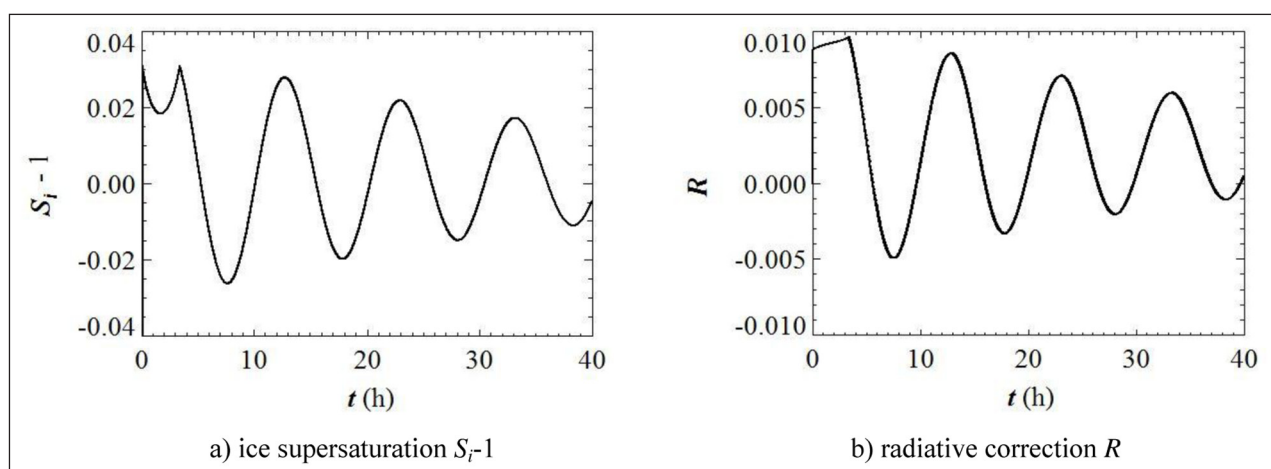 0.04
0.02
0.00
-0.02
-0.04
S_i - 1
0 10 20 30 40
t (h)
a) ice supersaturation S_i-1
0.010
0.005
0.000
-0.005
-0.010
R
0 10 20 30 40
t (h)
b) radiative correction R